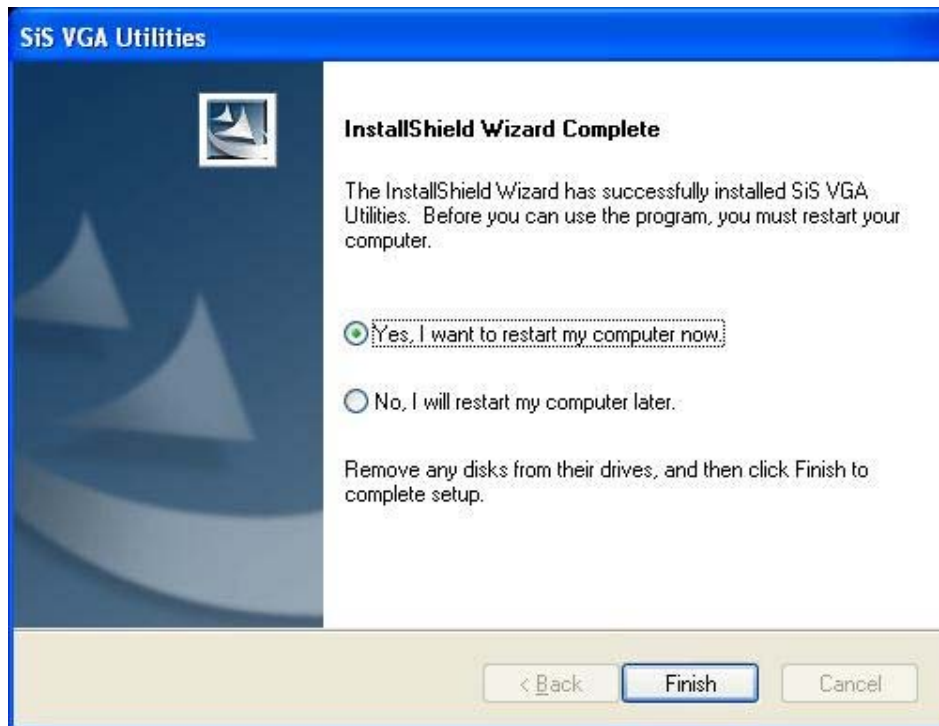 SiS VGA Utilities
InstallShield Wizard Complete
The InstallShield Wizard has successfully installed SiS VGA
Utilities.  Before you can use the program, you must restart your
computer.
Yes, I want to restart my computer now.
No, I will restart my computer later.
Remove any disks from their drives, and then click Finish to
complete setup.
< Back   Finish   Cancel